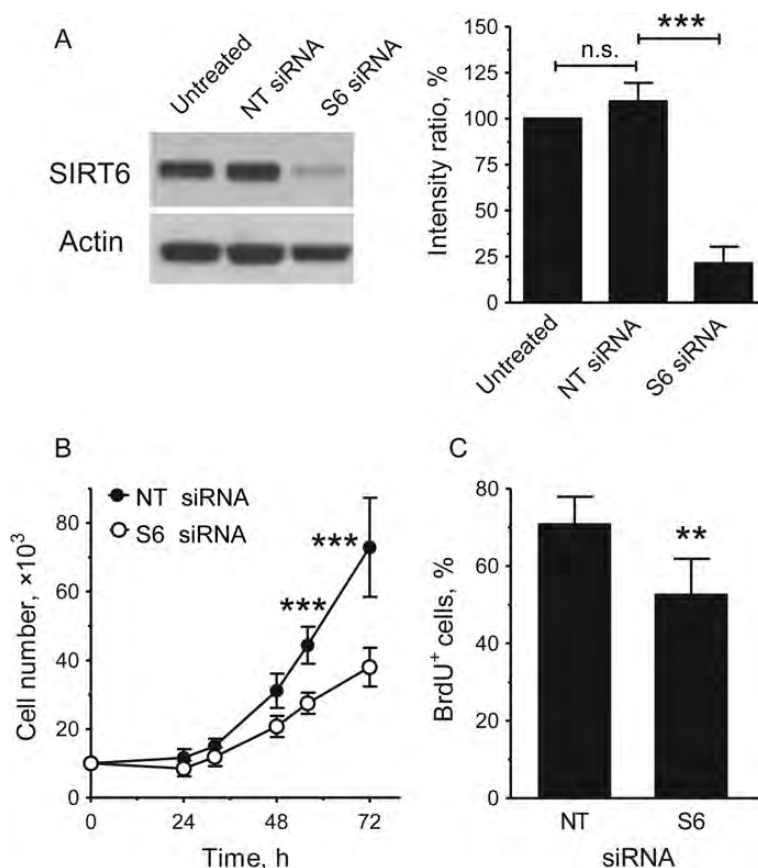 A
Untreated
NT siRNA
S6 siRNA
SIRT6
Actin
Intensity ratio, %
150
125
100
75
50
25
0
n.s.
***
Untreated
NT siRNA
S6 siRNA
B
NT siRNA
S6 siRNA
Cell number, ×10³
80
60
40
20
0
***
***
0
24
48
72
Time, h
C
BrdU⁺ cells, %
80
60
40
20
0
**
NT
S6
siRNA